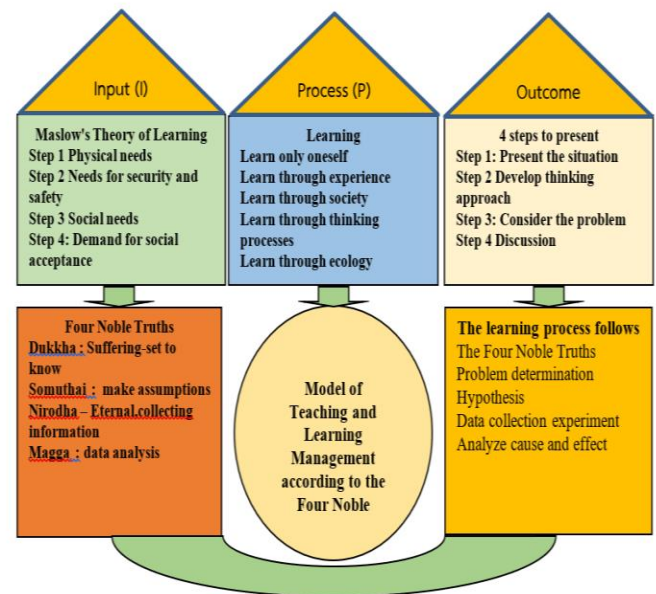 Input (I)
Maslow's Theory of Learning
Step 1 Physical needs
Step 2 Needs for security and
safety
Step 3 Social needs
Step 4: Demand for social
acceptance
Process (P)
Learning
Learn only oneself
Learn through experience
Learn through society
Learn through thinking
processes
Learn through ecology
Outcome
4 steps to present
Step 1: Present the situation
Step 2 Develop thinking
approach
Step 3: Consider the problem
Step 4 Discussion
Four Noble Truths
Dukkha : Suffering-set to
know
Somuthai : make assumptions
Nirodha – Eternal.collecting
information
Magga : data analysis
Model of
Teaching and
Learning
Management
according to the
Four Noble
The learning process follows
The Four Noble Truths
Problem determination
Hypothesis
Data collection experiment
Analyze cause and effect